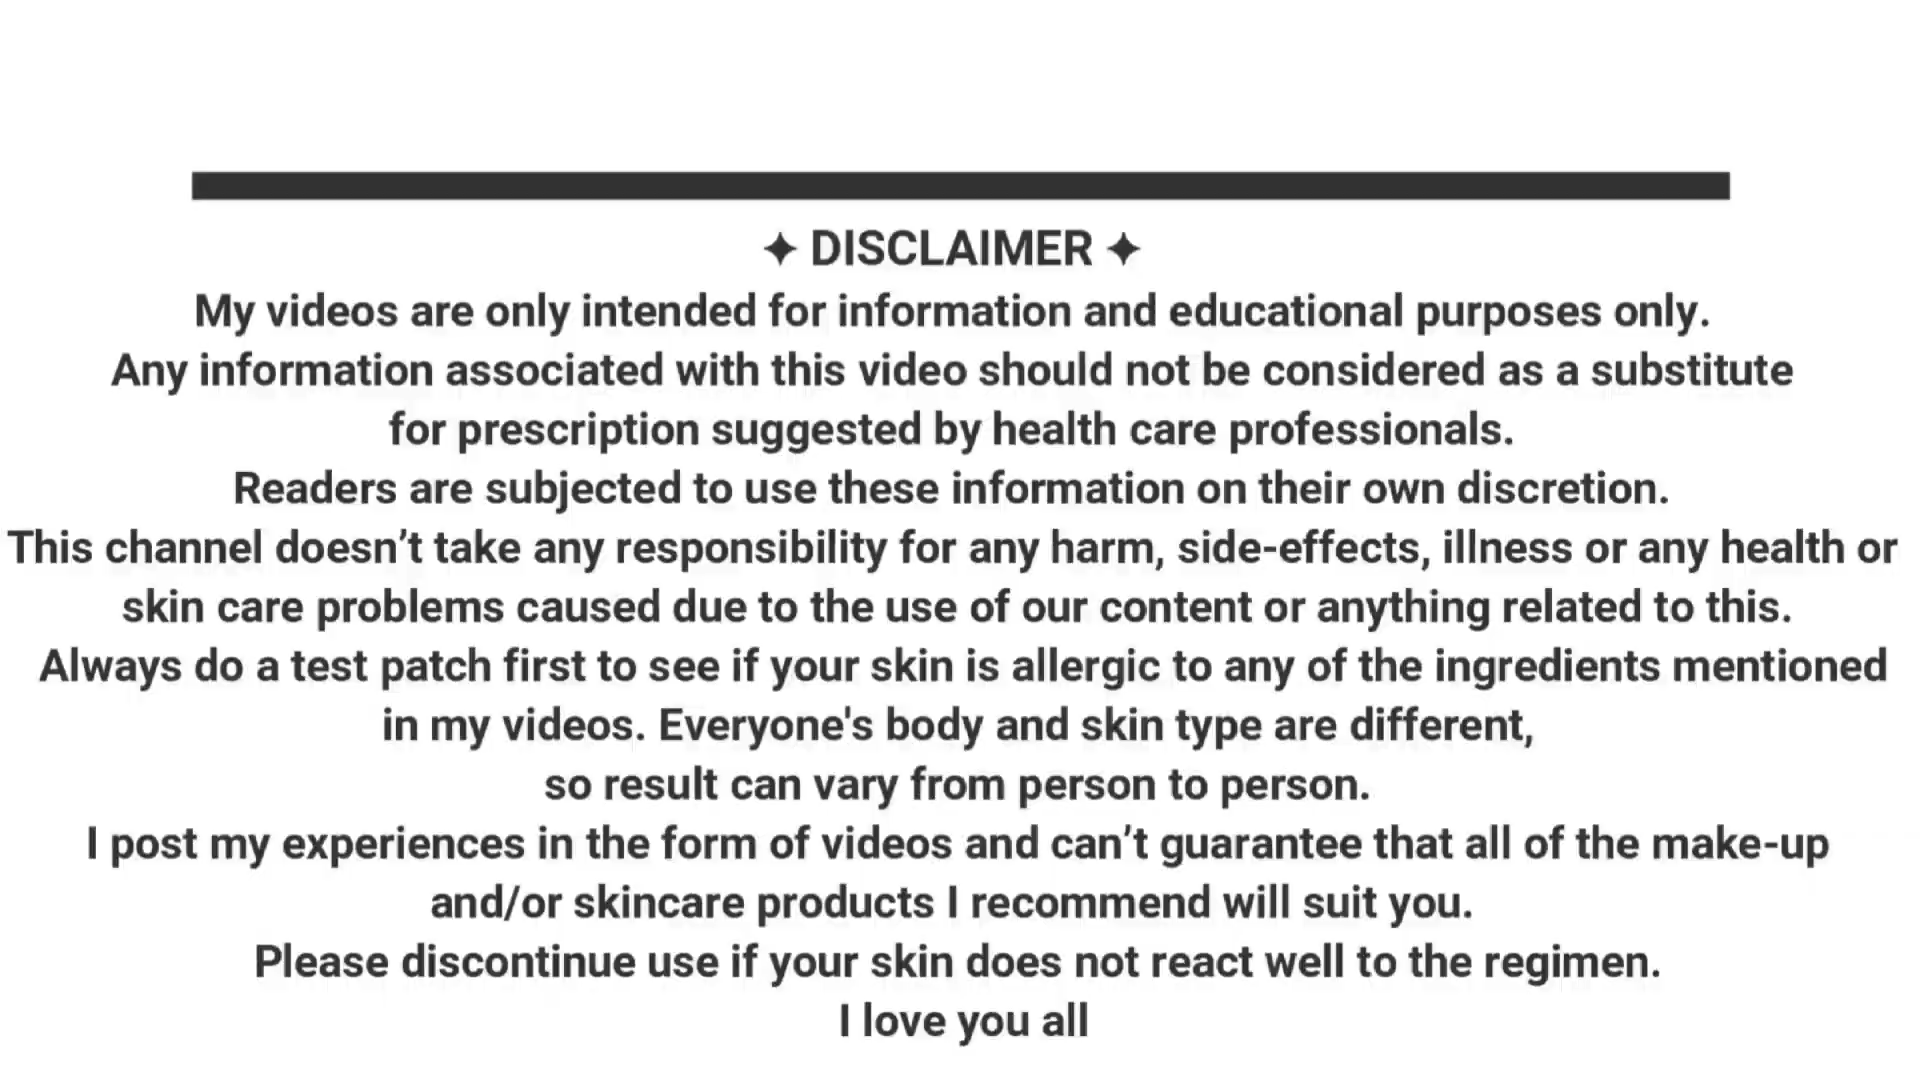 ✦ DISCLAIMER ✦
My videos are only intended for information and educational purposes only.
Any information associated with this video should not be considered as a substitute
for prescription suggested by health care professionals.
Readers are subjected to use these information on their own discretion.
This channel doesn’t take any responsibility for any harm, side-effects, illness or any health or
skin care problems caused due to the use of our content or anything related to this.
Always do a test patch first to see if your skin is allergic to any of the ingredients mentioned
in my videos. Everyone's body and skin type are different,
so result can vary from person to person.
I post my experiences in the form of videos and can’t guarantee that all of the make-up
and/or skincare products I recommend will suit you.
Please discontinue use if your skin does not react well to the regimen.
I love you all